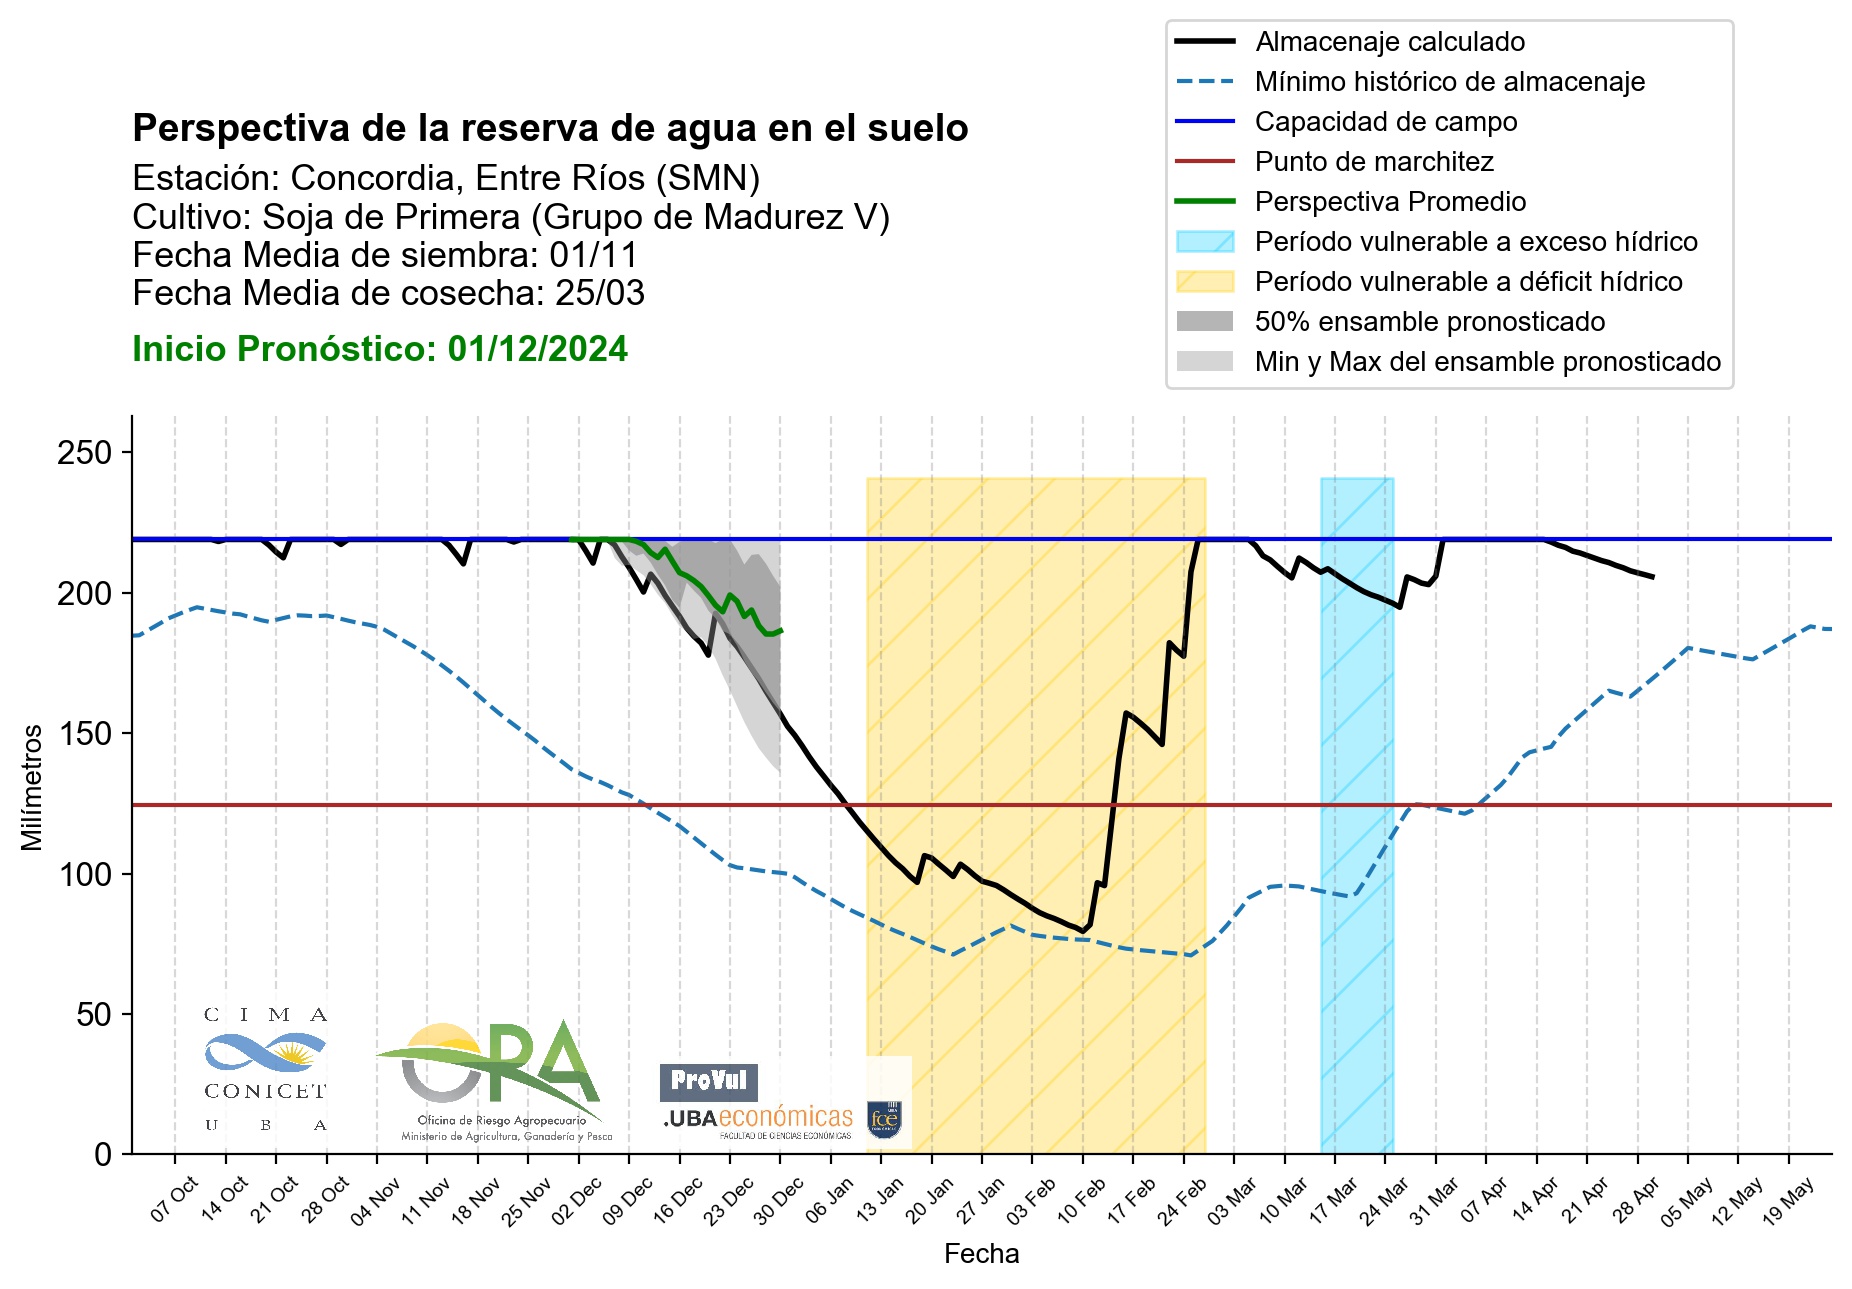 Almacenaje calculado
Mínimo histórico de almacenaje
Capacidad de campo
Punto de marchitez
Perspectiva Promedio
Período vulnerable a exceso hídrico
Período vulnerable a déficit hídrico
50% ensamble pronosticado
Min y Max del ensamble pronosticado
Perspectiva de la reserva de agua en el suelo
Estación: Concordia, Entre Ríos (SMN)
Cultivo: Soja de Primera (Grupo de Madurez V)
Fecha Media de siembra: 01/11
Fecha Media de cosecha: 25/03
Inicio Pronóstico: 01/12/2024
250
200
150
100
50
0
Milímetros
CIMA
CONICET
UBA
OPA
Oficina de Riesgo Agropecuario
Ministerio de Agricultura, Ganadería y Pesca
ProVul
.UBAeconómicas
FACULTAD DE CIENCIAS ECONÓMICAS
UBA
fce
07 Oct
14 Oct
21 Oct
28 Oct
04 Nov
11 Nov
18 Nov
25 Nov
02 Dec
09 Dec
16 Dec
23 Dec
30 Dec
06 Jan
13 Jan
20 Jan
27 Jan
03 Feb
10 Feb
17 Feb
24 Feb
03 Mar
10 Mar
17 Mar
24 Mar
31 Mar
07 Apr
14 Apr
21 Apr
28 Apr
05 May
12 May
19 May
Fecha